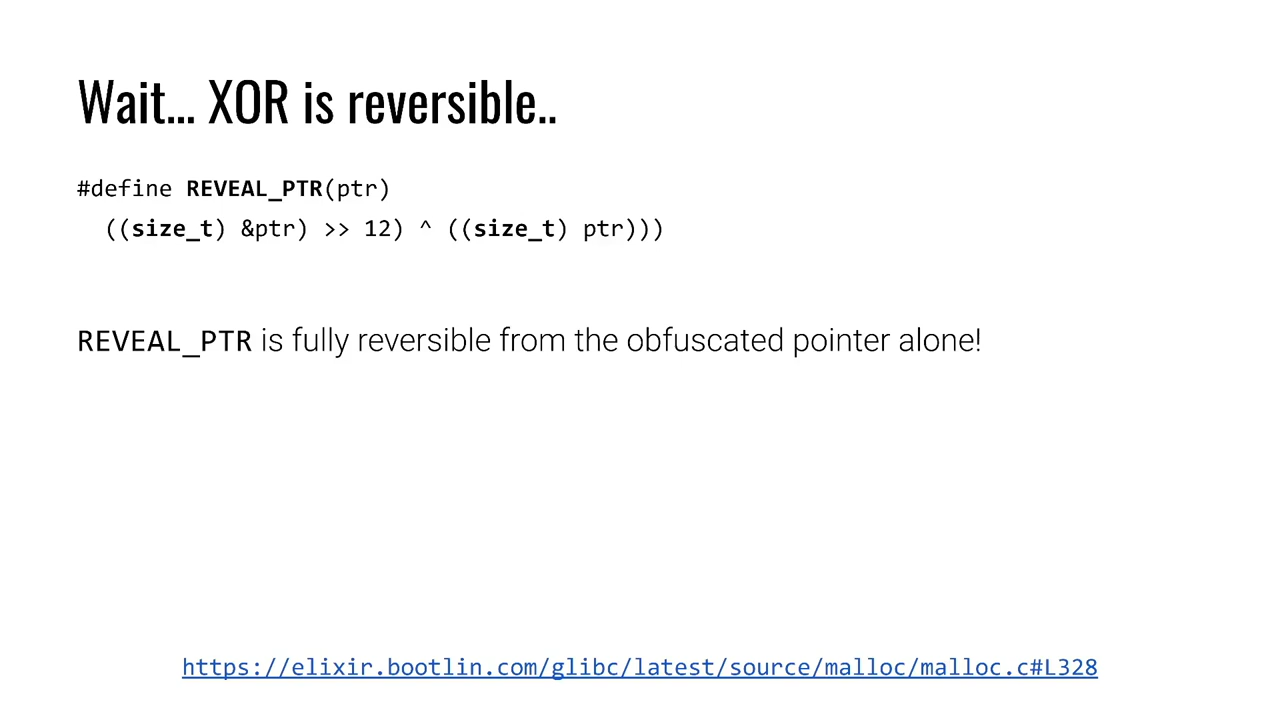 Wait... XOR is reversible..
#define REVEAL_PTR(ptr)
((size_t) &ptr) >> 12) ^ ((size_t) ptr)))
REVEAL_PTR is fully reversible from the obfuscated pointer alone!
https://elixir.bootlin.com/glibc/latest/source/malloc/malloc.c#L328